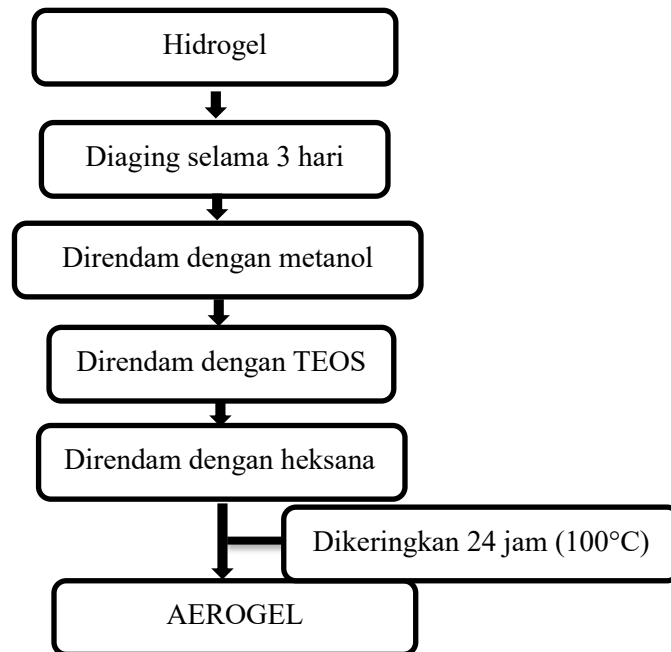 Hidrogel
Diaging selama 3 hari
Direndam dengan metanol
Direndam dengan TEOS
Direndam dengan heksana
Dikeringkan 24 jam (100°C)
AEROGEL